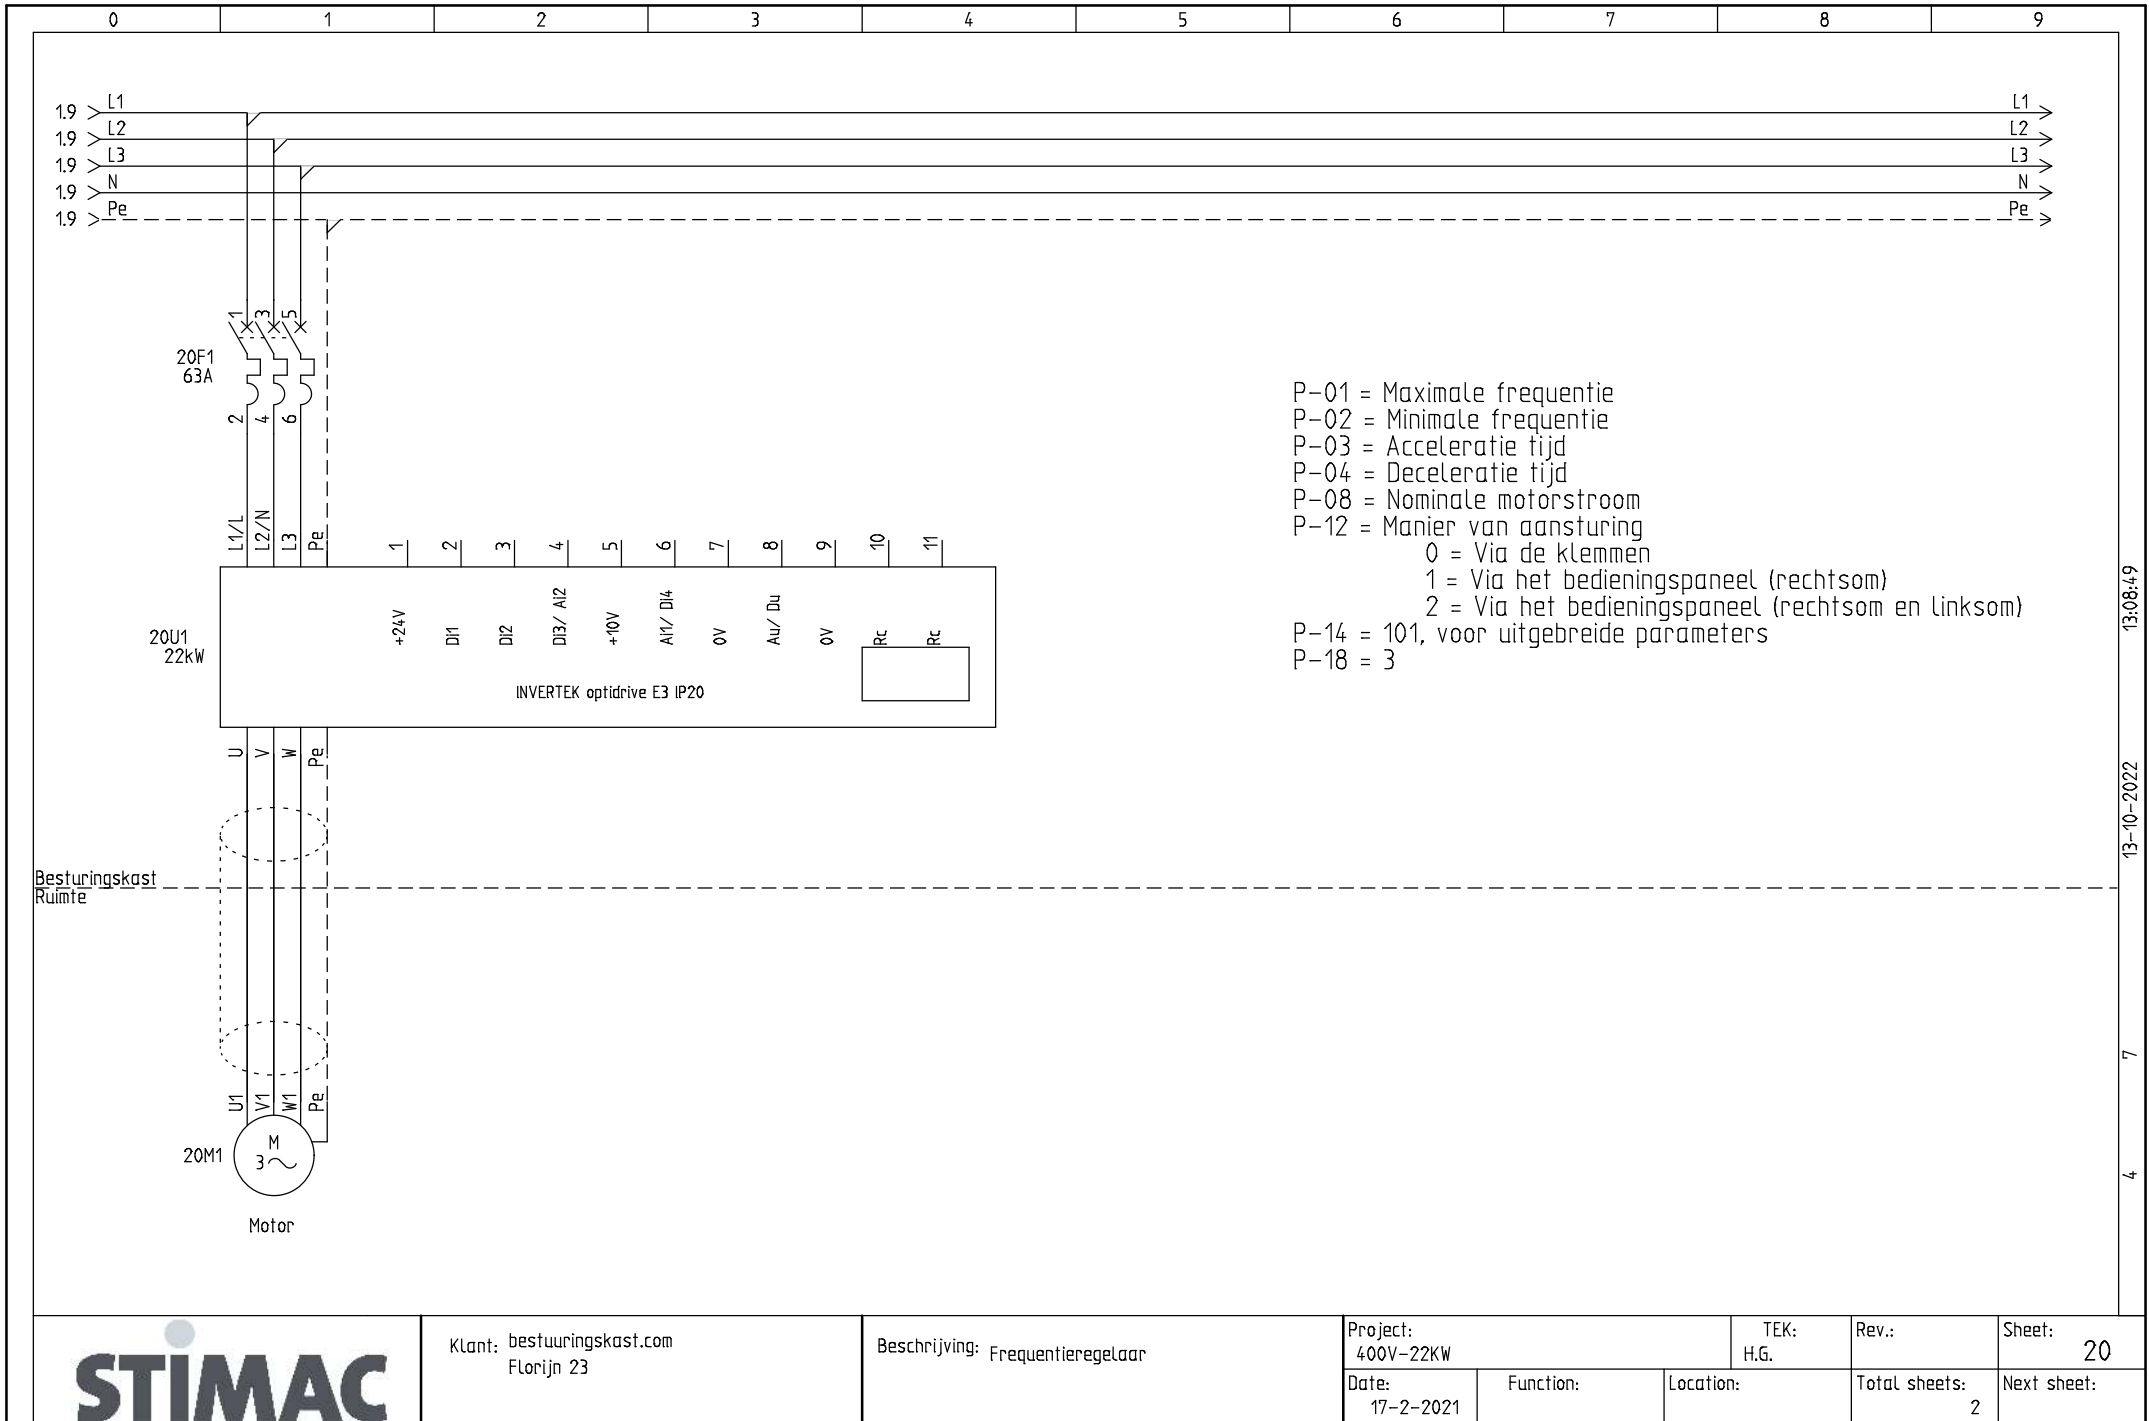 0 1 2 3 4 5 6 7 8 9
1.9 L1 L1
1.9 L2 L2
1.9 L3 L3
1.9 N N
1.9 Pe Pe
1 3 5
20F1
63A
2 4 6
P-01 = Maximale frequentie
P-02 = Minimale frequentie
P-03 = Acceleratie tijd
P-04 = Deceleratie tijd
P-08 = Nominale motorstroom
P-12 = Manier van aansturing
0 = Via de klemmen
1 = Via het bedieningspaneel (rechtsom)
2 = Via het bedieningspaneel (rechtsom en linksom)
P-14 = 101, voor uitgebreide parameters
P-18 = 3
L1/L L2/N L3 Pe 1 2 3 4 5 6 7 8 9 10 11
+24V DI1 Di2 DI3/ Ai2 +10V Ai1/ DI4 0V Au/ Du 0V Rc Rc
20U1
22kW
INVERTEK optidrive E3 IP20
U V W Pe
Besturingskast
Ruimte
U1 V1 W1 Pe
20M1
M
3
Motor
13:08:49
13-10-2022
7
4
STIMAC
Klant: bestuuringskast.com
Florijn 23
Beschrijving: Frequentieregelaar
Project:
400V-22KW
TEK:
H.G.
Rev.:
Sheet:
20
Date:
17-2-2021
Function:
Location:
Total sheets:
2
Next sheet: